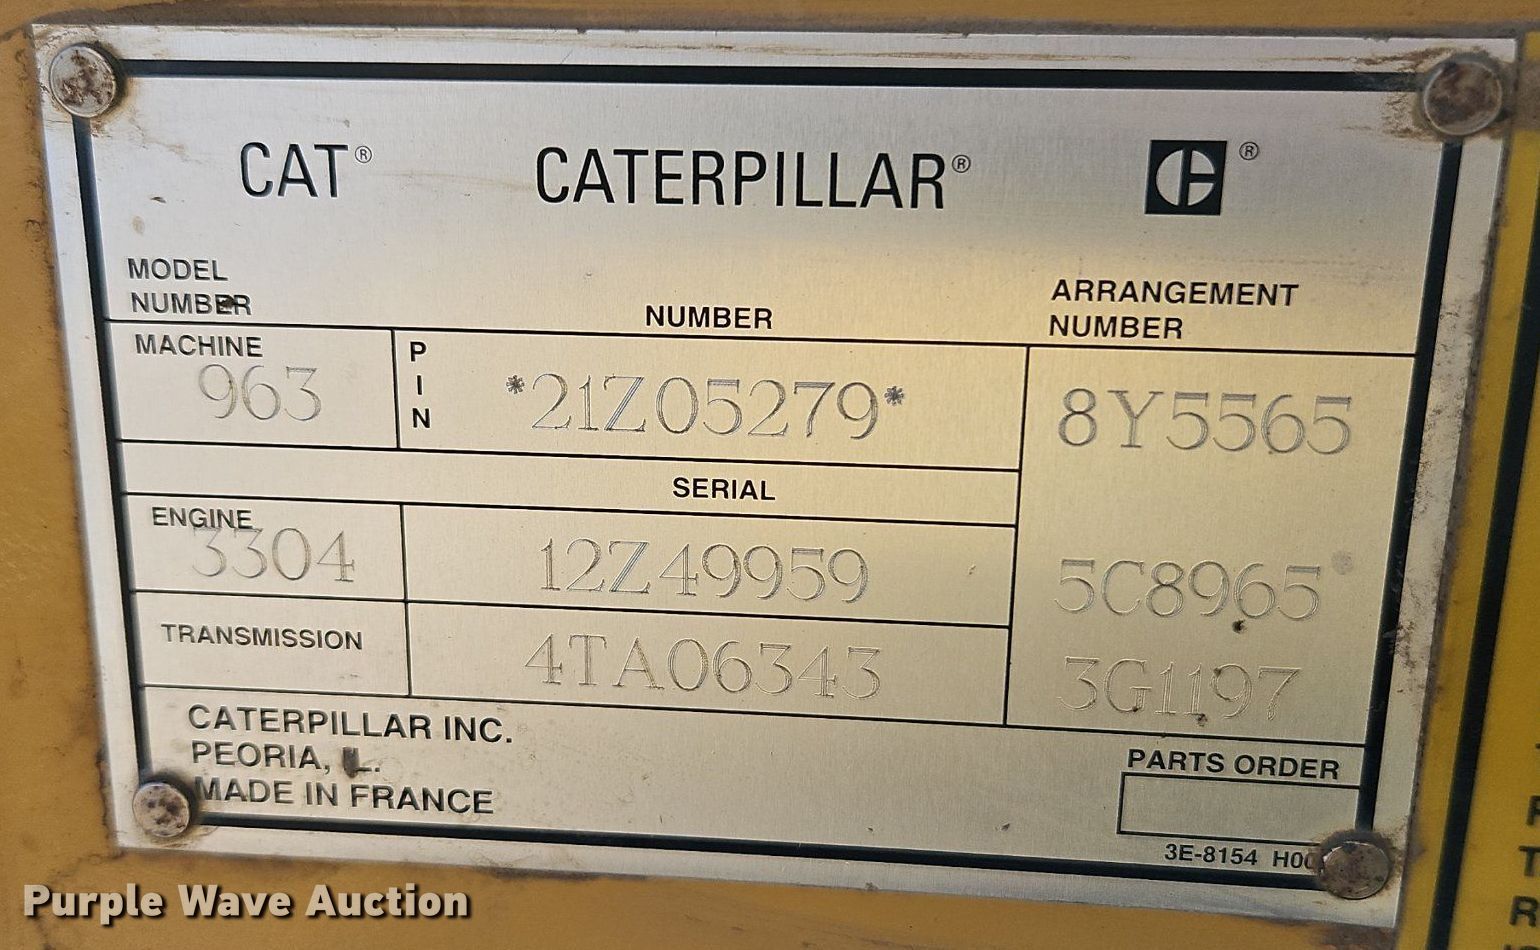 CAT® CATERPILLAR® ®
MODEL
NUMBER
NUMBER
ARRANGEMENT
NUMBER
MACHINE
963
PIN
*21Z05279*
8Y5565
SERIAL
ENGINE
3304
12Z49959
5C8965
TRANSMISSION
4TA06343
3G1197
CATERPILLAR INC.
PEORIA, IL.
MADE IN FRANCE
PARTS ORDER
3E-8154
Purple Wave Auction